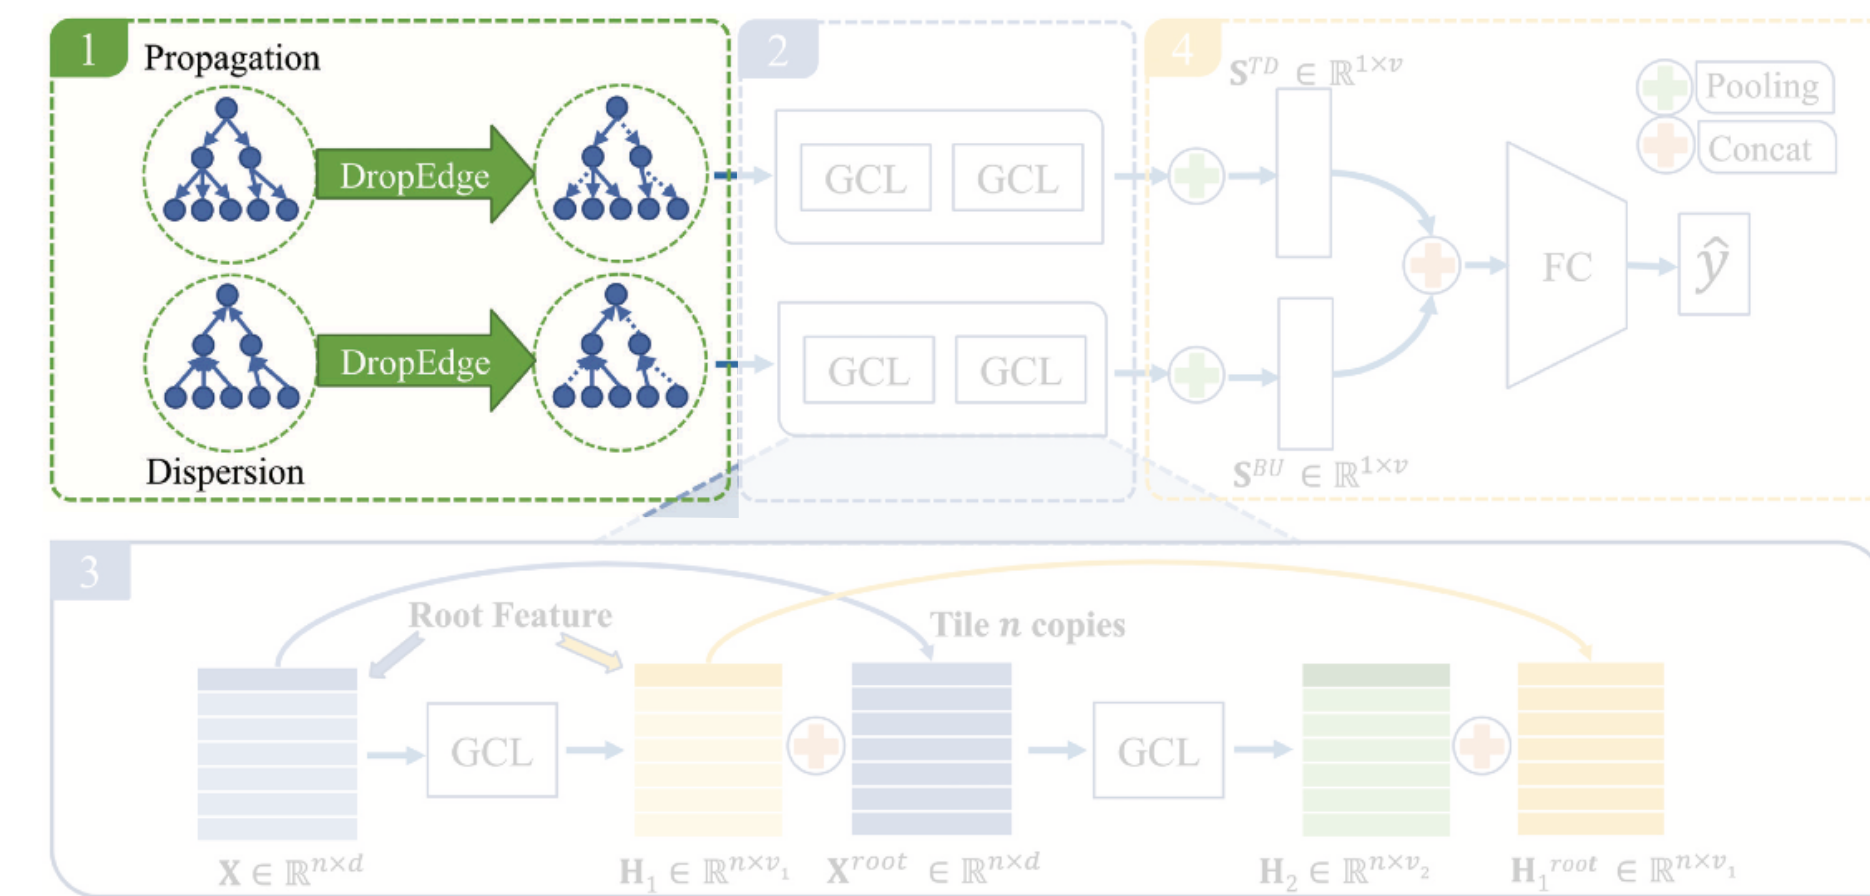 1
Propagation
DropEdge
DropEdge
Dispersion
2
GCL GCL
GCL GCL
4
S^{TD} ∈ ℝ^{1×v}
Pooling
Concat
FC
ŷ
S^{BU} ∈ ℝ^{1×v}
3
Root Feature
Tile n copies
GCL
GCL
X ∈ ℝ^{n×d}
H_1 ∈ ℝ^{n×v_1}
X^{root} ∈ ℝ^{n×d}
H_2 ∈ ℝ^{n×v_2}
H_1^{root} ∈ ℝ^{n×v_1}